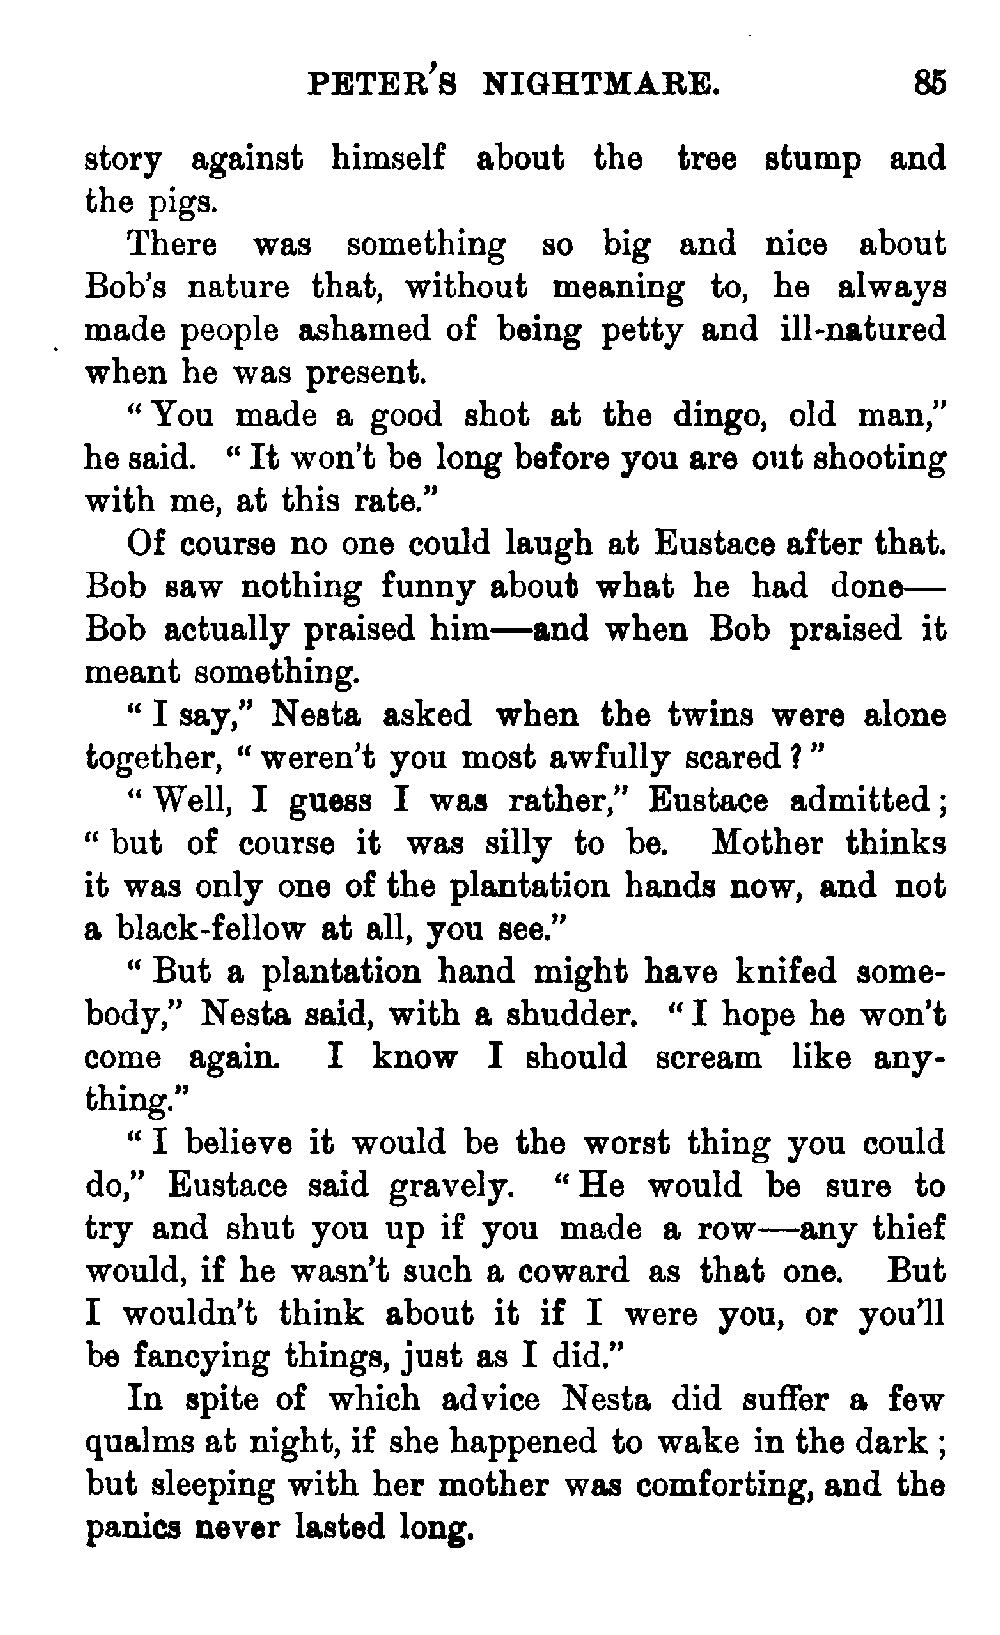 PETER'S NIGHTMARE. 85
story against himself about the tree stump and
the pigs.
There was something so big and nice about
Bob's nature that, without meaning to, he always
made people ashamed of being petty and ill-natured
when he was present.
"You made a good shot at the dingo, old man,"
he said. "It won't be long before you are out shooting
with me, at this rate."
Of course no one could laugh at Eustace after that.
Bob saw nothing funny about what he had done—
Bob actually praised him—and when Bob praised it
meant something.
"I say," Nesta asked when the twins were alone
together, "weren't you most awfully scared?"
"Well, I guess I was rather," Eustace admitted;
"but of course it was silly to be. Mother thinks
it was only one of the plantation hands now, and not
a black-fellow at all, you see."
"But a plantation hand might have knifed some-
body," Nesta said, with a shudder. "I hope he won't
come again. I know I should scream like any-
thing."
"I believe it would be the worst thing you could
do," Eustace said gravely. "He would be sure to
try and shut you up if you made a row—any thief
would, if he wasn't such a coward as that one. But
I wouldn't think about it if I were you, or you'll
be fancying things, just as I did."
In spite of which advice Nesta did suffer a few
qualms at night, if she happened to wake in the dark;
but sleeping with her mother was comforting, and the
panics never lasted long.